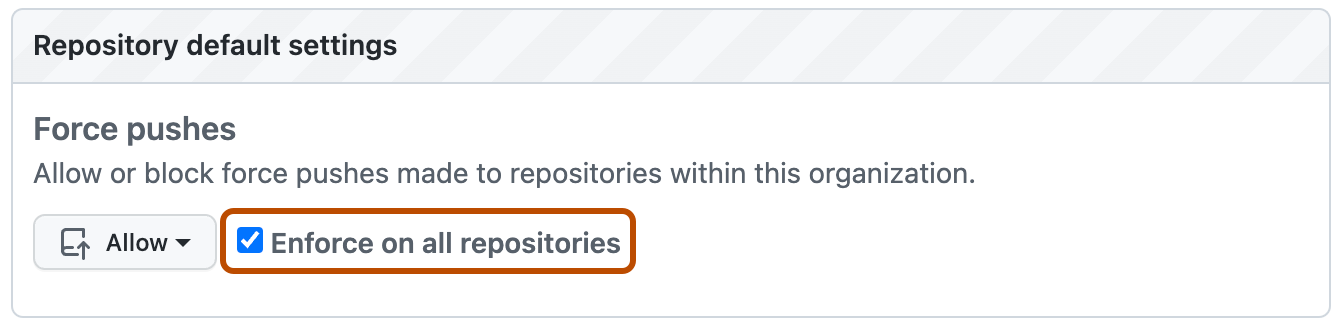 Repository default settings
Force pushes
Allow or block force pushes made to repositories within this organization.
Allow Enforce on all repositories